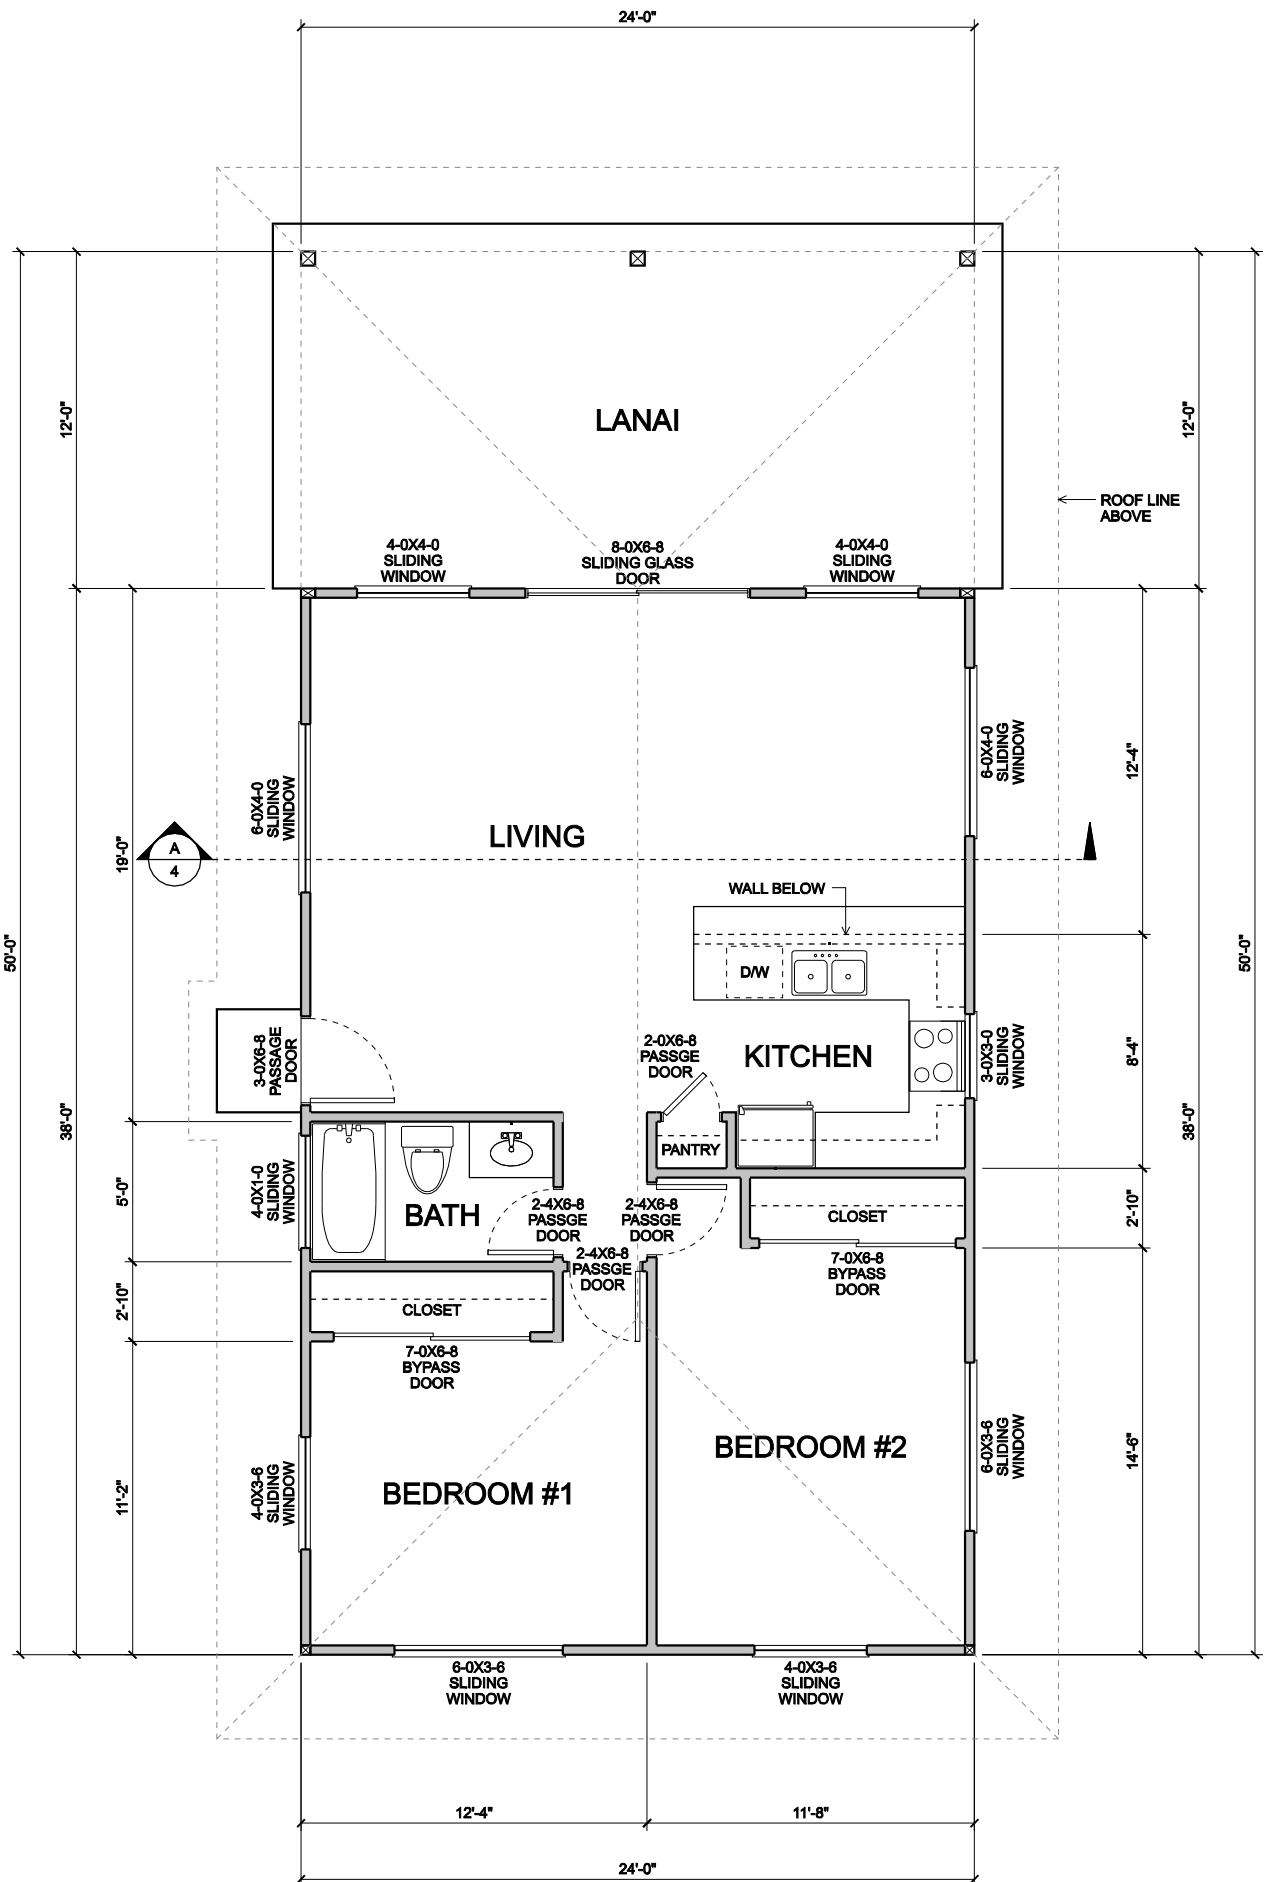 24'-0"
LANAI
12'-0"
12'-0"
ROOF LINE
ABOVE
4-0X4-0
SLIDING
WINDOW
8-0X6-8
SLIDING GLASS
DOOR
4-0X4-0
SLIDING
WINDOW
6-0X4-0
SLIDING
WINDOW
6-0X4-0
SLIDING
WINDOW
12'-4"
LIVING
A
4
19'-0"
WALL BELOW
50'-0"
50'-0"
D/W
KITCHEN
2-0X6-8
PASSGE
DOOR
3-0X6-8
PASSAGE
DOOR
3-0X3-0
SLIDING
WINDOW
8'-4"
38'-0"
38'-0"
PANTRY
4-0X1-0
SLIDING
WINDOW
5'-0"
BATH
2-4X6-8
PASSGE
DOOR
2-4X6-8
PASSGE
DOOR
2-4X6-8
PASSGE
DOOR
CLOSET
2'-10"
7-0X6-8
BYPASS
DOOR
2'-10"
CLOSET
7-0X6-8
BYPASS
DOOR
BEDROOM #2
6-0X3-6
SLIDING
WINDOW
14'-6"
BEDROOM #1
4-0X3-6
SLIDING
WINDOW
11'-2"
6-0X3-6
SLIDING
WINDOW
4-0X3-6
SLIDING
WINDOW
12'-4"
11'-8"
24'-0"